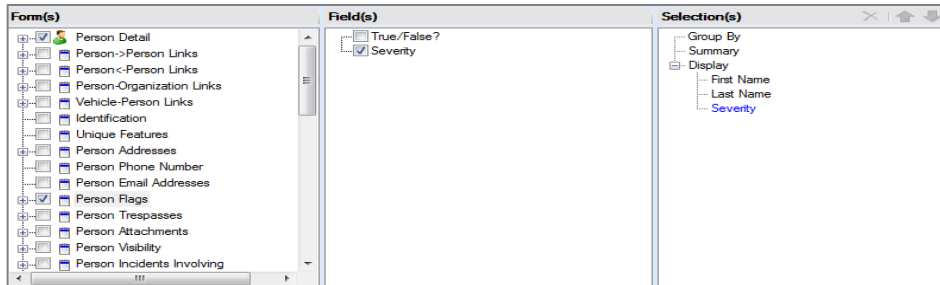 Form(s)
Person Detail
Person->Person Links
Person<-Person Links
Person-Organization Links
Vehicle-Person Links
Identification
Unique Features
Person Addresses
Person Phone Number
Person Email Addresses
Person Flags
Person Trespasses
Person Attachments
Person Visibility
Person Incidents Involving
Field(s)
True/False?
Severity
Selection(s)
Group By
Summary
Display
First Name
Last Name
Severity